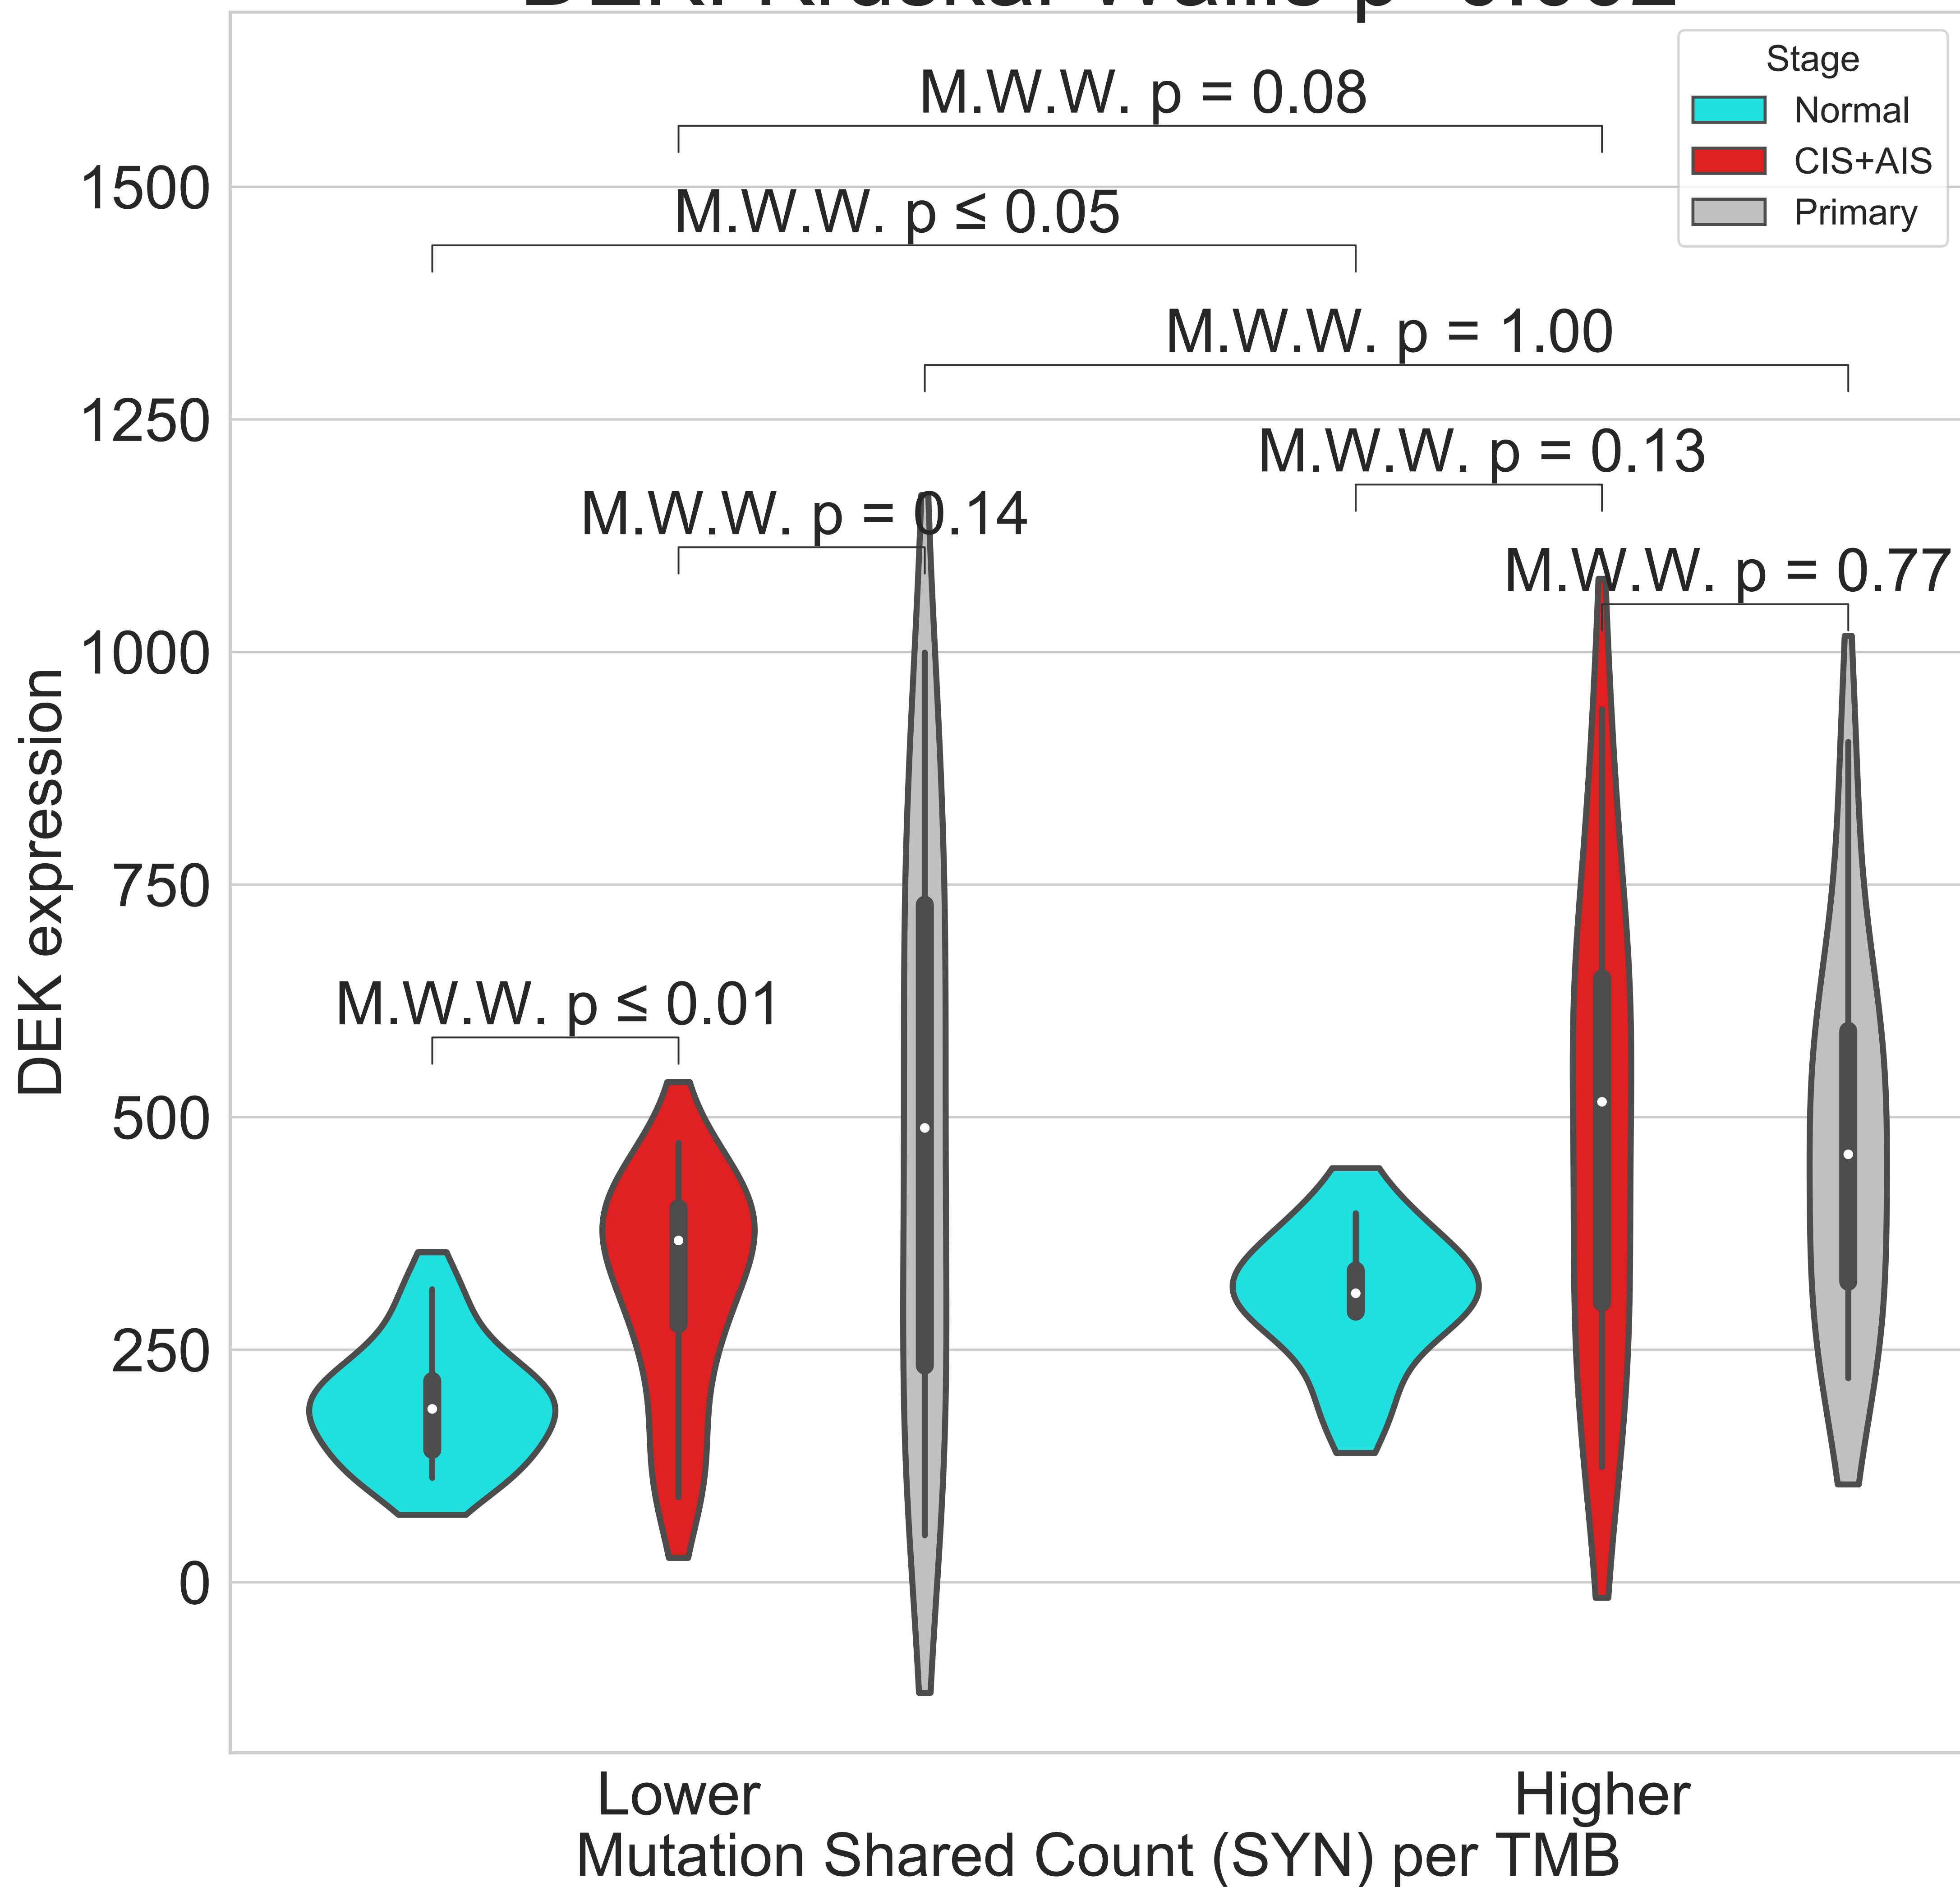 Stage
Normal
CIS+AIS
Primary
M.W.W. p = 0.08
M.W.W. p ≤ 0.05
M.W.W. p = 1.00
M.W.W. p = 0.13
M.W.W. p = 0.14
M.W.W. p = 0.77
M.W.W. p ≤ 0.01
1500
1250
1000
750
500
250
0
DEK expression
Lower
Higher
Mutation Shared Count (SYN) per TMB